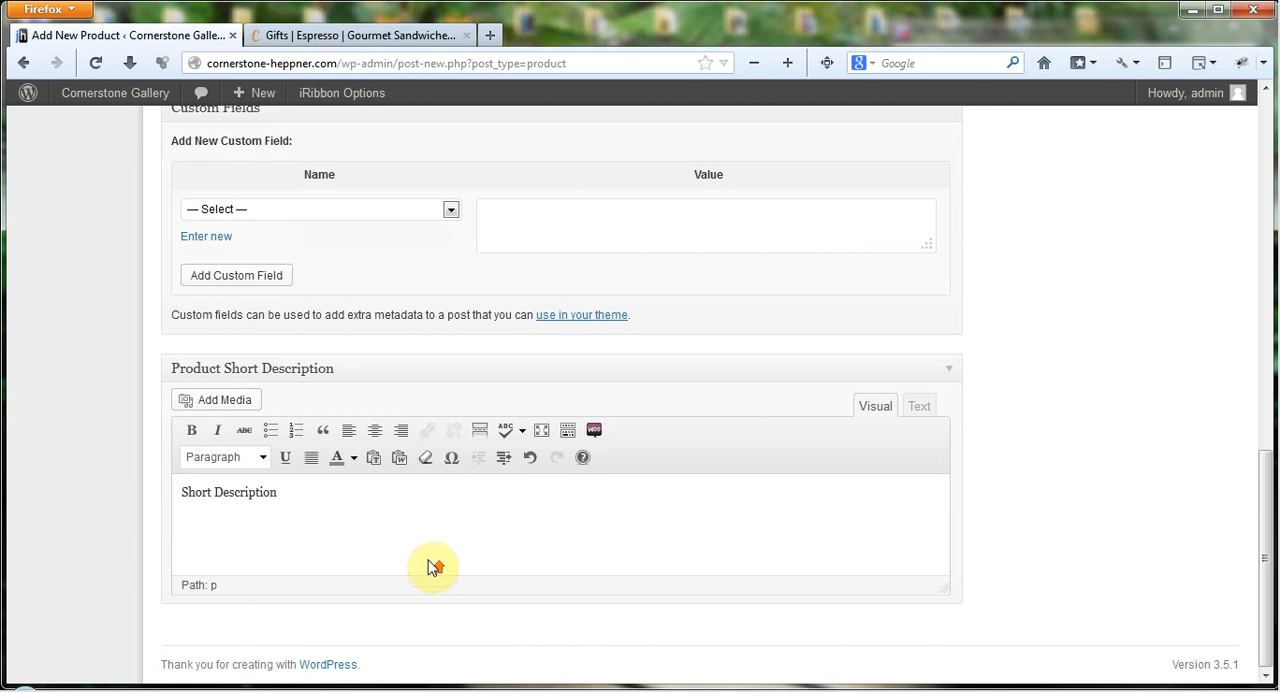 Firefox
Add New Product ‹ Cornerstone Galle...
Gifts | Espresso | Gourmet Sandwiche...
cornerstone-heppner.com/wp-admin/post-new.php?post_type=product
Google
Cornerstone Gallery
New
iRibbon Options
Howdy, admin
Custom Fields
Add New Custom Field:
Name
Value
— Select —
Enter new
Add Custom Field
Custom fields can be used to add extra metadata to a post that you can use in your theme.
Product Short Description
Add Media
Visual
Text
B I ABC
ABC
WOO
Paragraph
U
A
Ω
Short Description
Path: p
Thank you for creating with WordPress.
Version 3.5.1